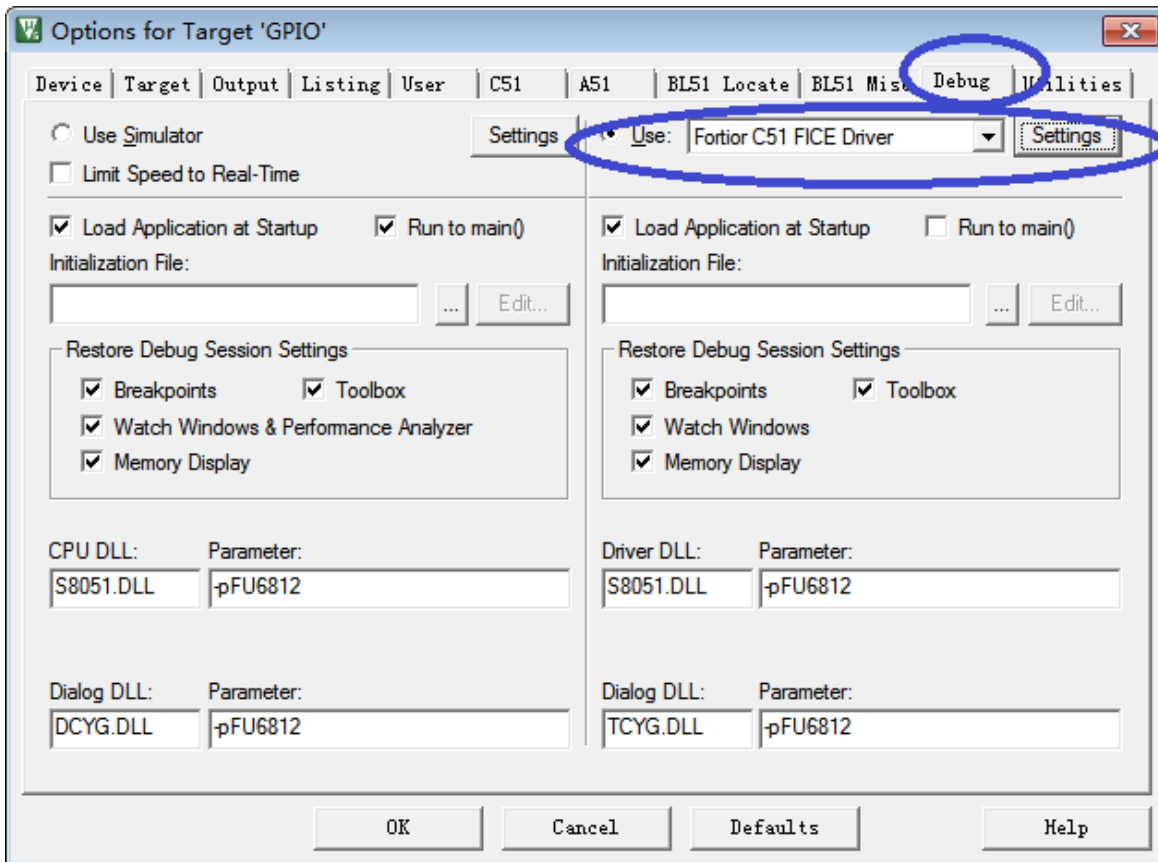 Options for Target 'GPIO'
Device Target Output Listing User C51 A51 BL51 Locate BL51 Misc Debug Utilities
Use Simulator Settings Use: Fortior C51 FICE Driver Settings
Limit Speed to Real-Time
Load Application at Startup Run to main() Load Application at Startup Run to main()
Initialization File: Initialization File:
... Edit... ... Edit...
Restore Debug Session Settings Restore Debug Session Settings
Breakpoints Toolbox Breakpoints Toolbox
Watch Windows & Performance Analyzer Watch Windows
Memory Display Memory Display
CPU DLL: Parameter: Driver DLL: Parameter:
S8051.DLL -pFU6812 S8051.DLL -pFU6812
Dialog DLL: Parameter: Dialog DLL: Parameter:
DCYG.DLL -pFU6812 TCYG.DLL -pFU6812
OK Cancel Defaults Help